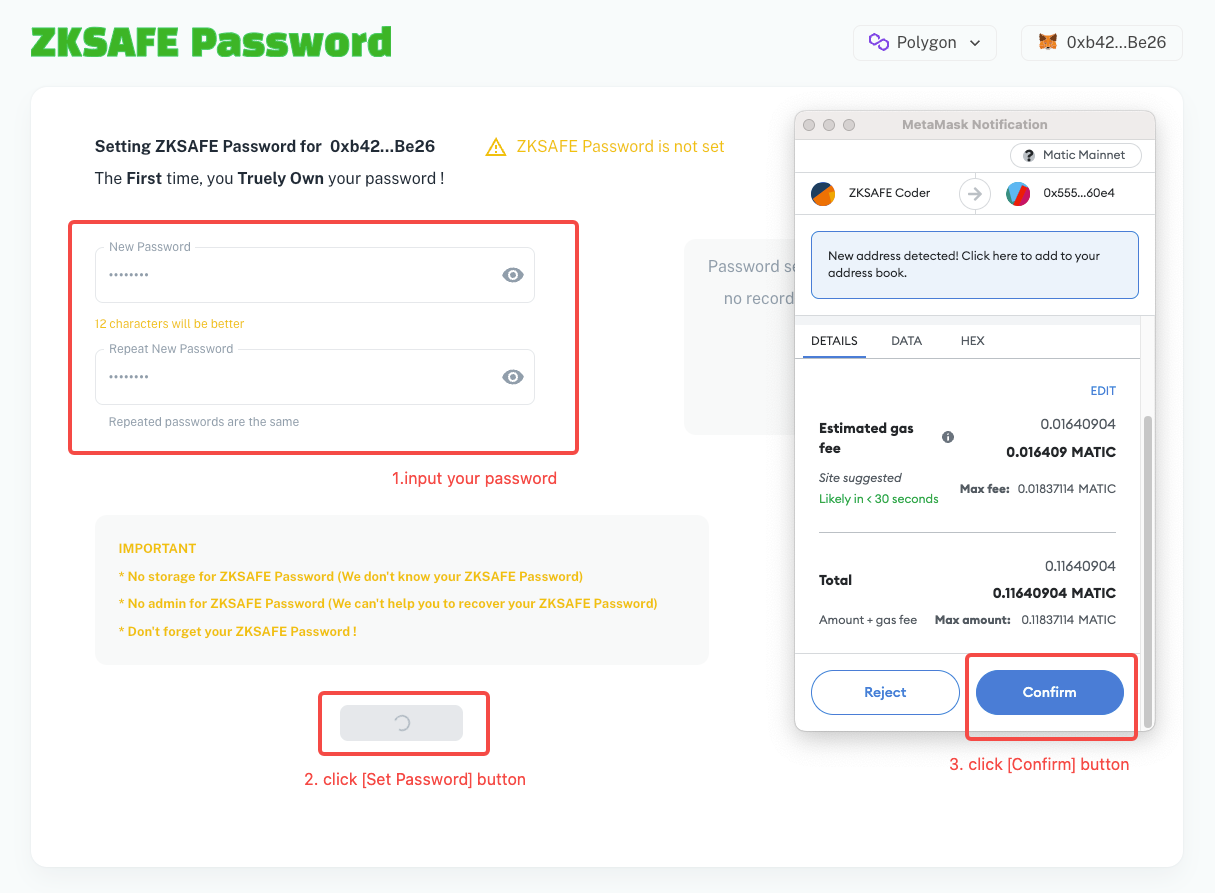 ZKSAFE Password
Polygon
0xb42...Be26
Setting ZKSAFE Password for 0xb42...Be26
ZKSAFE Password is not set
The First time, you Truely Own your password !
New Password
••••••••
12 characters will be better
Repeat New Password
••••••••
Repeated passwords are the same
1.input your password
Password se
no record
IMPORTANT
* No storage for ZKSAFE Password (We don't know your ZKSAFE Password)
* No admin for ZKSAFE Password (We can't help you to recover your ZKSAFE Password)
* Don't forget your ZKSAFE Password !
2. click [Set Password] button
MetaMask Notification
Matic Mainnet
ZKSAFE Coder
0x555...60e4
New address detected! Click here to add to your
address book.
DETAILS
DATA
HEX
EDIT
Estimated gas
fee
0.01640904
0.016409 MATIC
Site suggested
Likely in < 30 seconds
Max fee: 0.01837114 MATIC
0.11640904
Total
0.11640904 MATIC
Amount + gas fee
Max amount: 0.11837114 MATIC
Reject
Confirm
3. click [Confirm] button